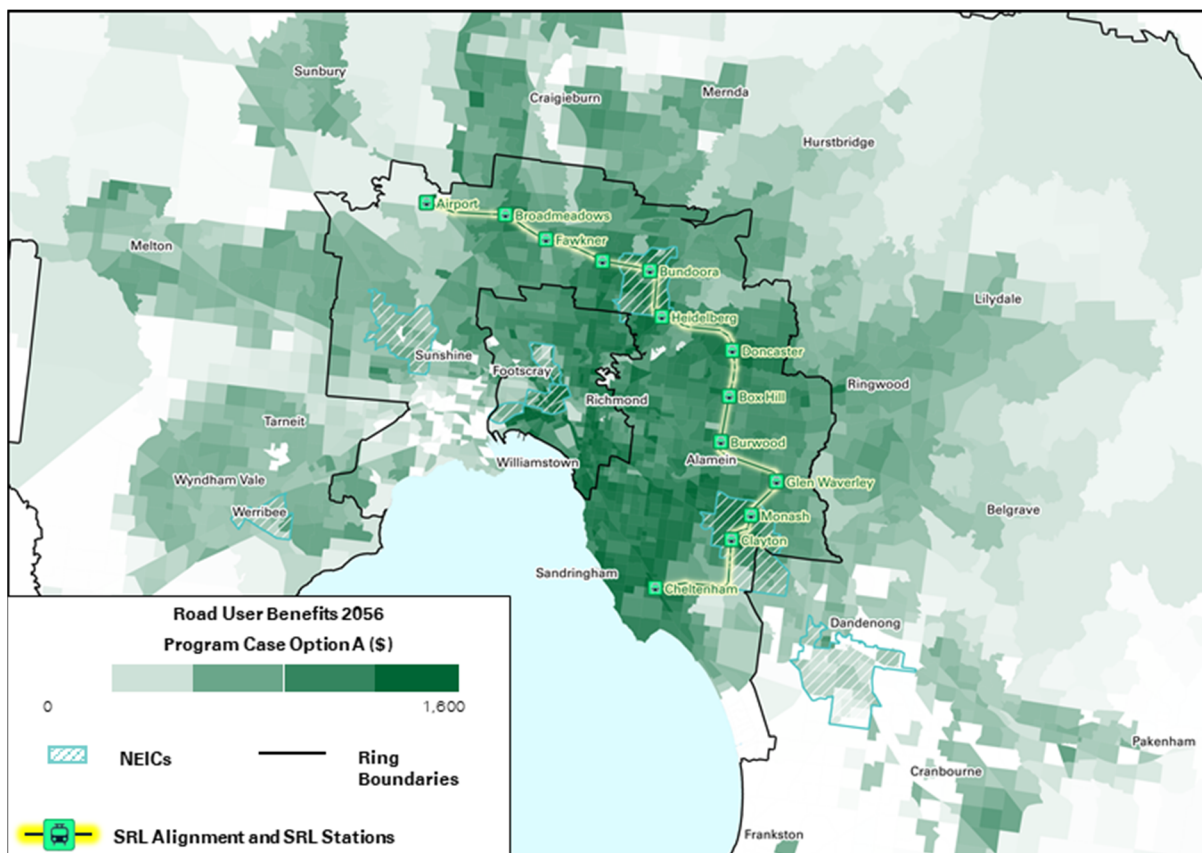 Sunbury
Craigieburn
Mernda
Hurstbridge
Airport
Broadmeadows
Fawkner
Melton
Bundoora
Lilydale
Heidelberg
Sunshine
Doncaster
Footscray
Ringwood
Richmond
Box Hill
Tarneit
Burwood
Williamstown
Alamein
Wyndham Vale
Glen Waverley
Werribee
Monash
Belgrave
Clayton
Sandringham
Cheltenham
Dandenong
Pakenham
Cranbourne
Frankston
Road User Benefits 2056
Program Case Option A ($)
0
1,600
NEICs
Ring
Boundaries
SRL Alignment and SRL Stations